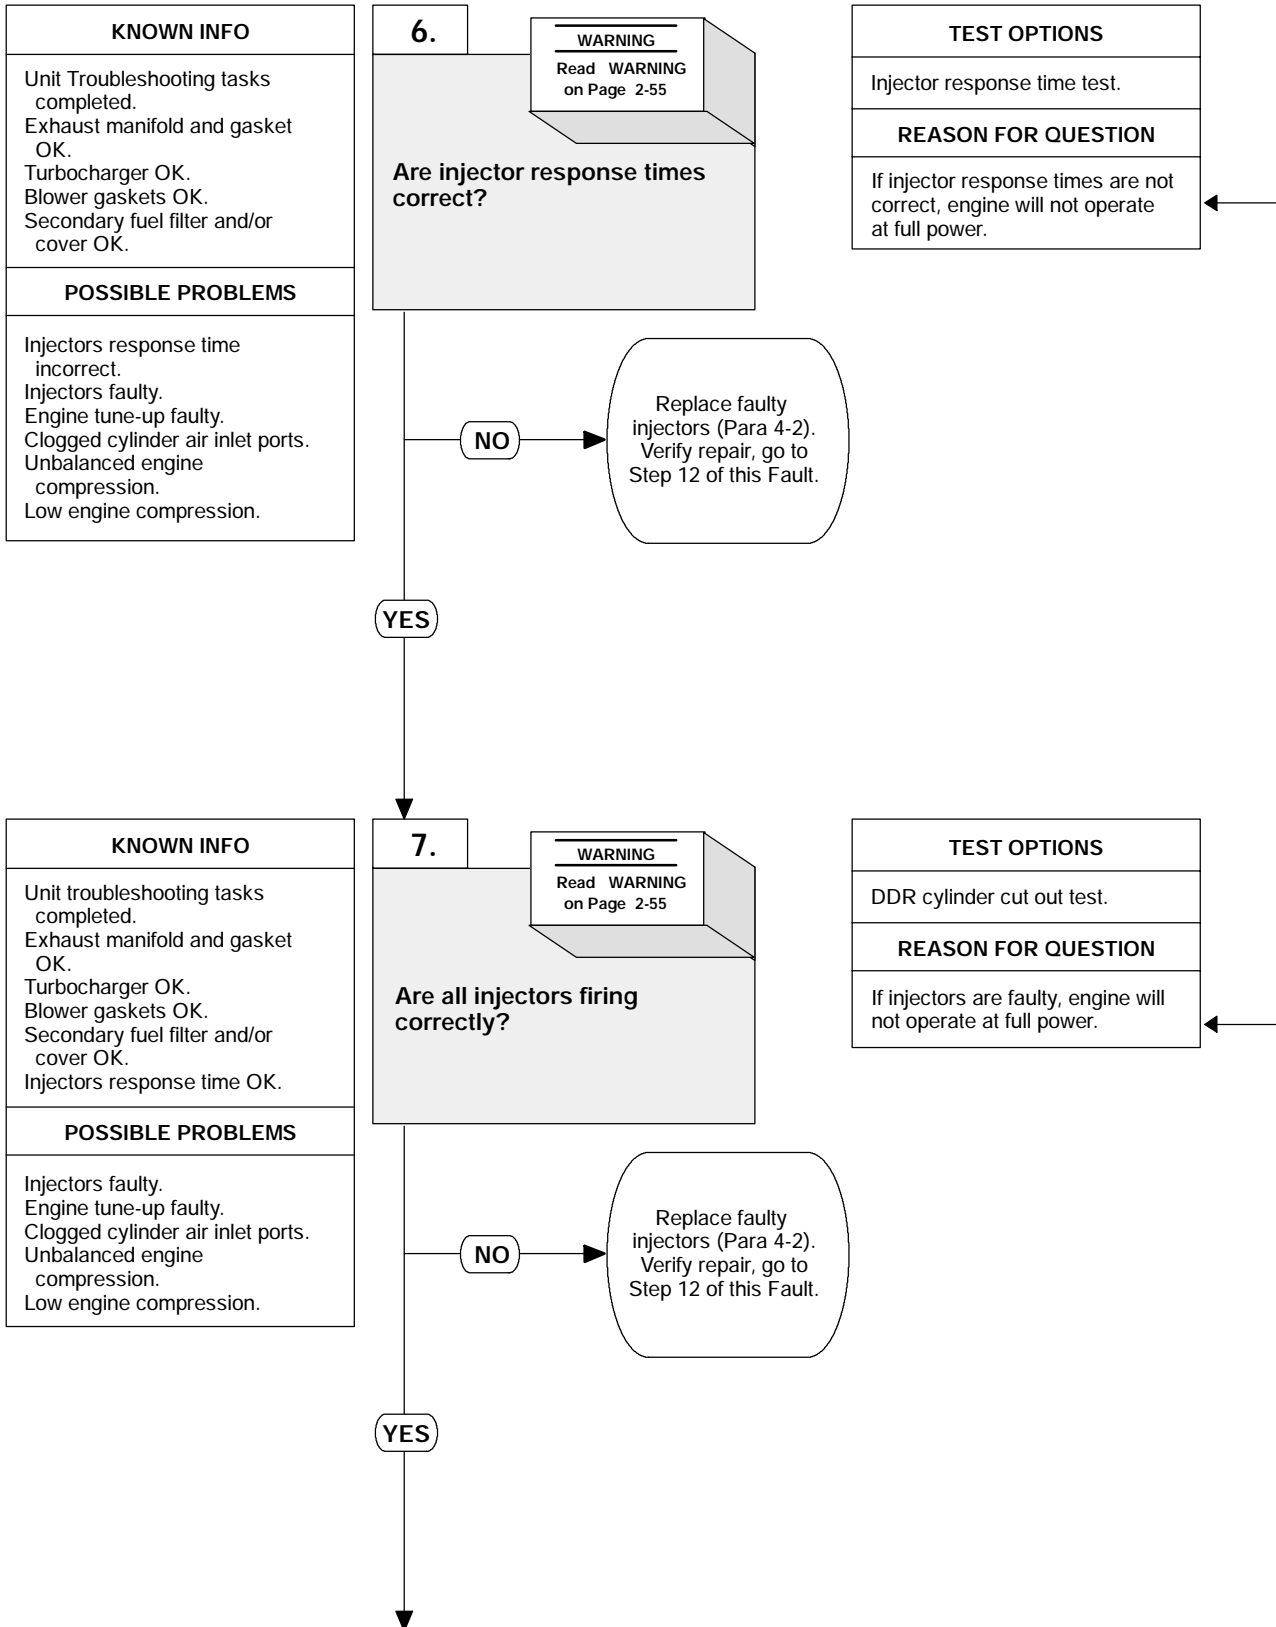 KNOWN INFO
Unit Troubleshooting tasks
completed.
Exhaust manifold and gasket
OK.
Turbocharger OK.
Blower gaskets OK.
Secondary fuel filter and/or
cover OK.
POSSIBLE PROBLEMS
Injectors response time
incorrect.
Injectors faulty.
Engine tune-up faulty.
Clogged cylinder air inlet ports.
Unbalanced engine
compression.
Low engine compression.
6.
WARNING
Read WARNING
on Page 2-55
Are injector response times
correct?
TEST OPTIONS
Injector response time test.
REASON FOR QUESTION
If injector response times are not
correct, engine will not operate
at full power.
NO
Replace faulty
injectors (Para 4-2).
Verify repair, go to
Step 12 of this Fault.
YES
KNOWN INFO
Unit troubleshooting tasks
completed.
Exhaust manifold and gasket
OK.
Turbocharger OK.
Blower gaskets OK.
Secondary fuel filter and/or
cover OK.
Injectors response time OK.
POSSIBLE PROBLEMS
Injectors faulty.
Engine tune-up faulty.
Clogged cylinder air inlet ports.
Unbalanced engine
compression.
Low engine compression.
7.
WARNING
Read WARNING
on Page 2-55
Are all injectors firing
correctly?
TEST OPTIONS
DDR cylinder cut out test.
REASON FOR QUESTION
If injectors are faulty, engine will
not operate at full power.
NO
Replace faulty
injectors (Para 4-2).
Verify repair, go to
Step 12 of this Fault.
YES